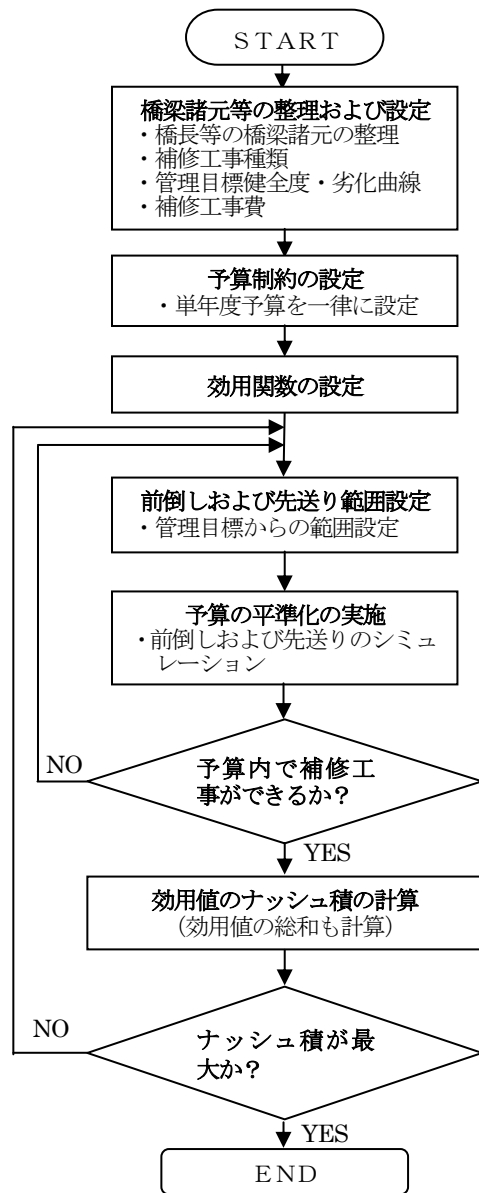 ＳＴＡＲＴ
橋梁諸元等の整理および設定
・橋長等の橋梁諸元の整理
・補修工事種類
・管理目標健全度・劣化曲線
・補修工事費
予算制約の設定
・単年度予算を一律に設定
効用関数の設定
前倒しおよび先送り範囲設定
・管理目標からの範囲設定
予算の平準化の実施
・前倒しおよび先送りのシミュ
レーション
NO
予算内で補修工
事ができるか？
YES
効用値のナッシュ積の計算
（効用値の総和も計算）
NO
ナッシュ積が最
大か？
YES
ＥＮＤ